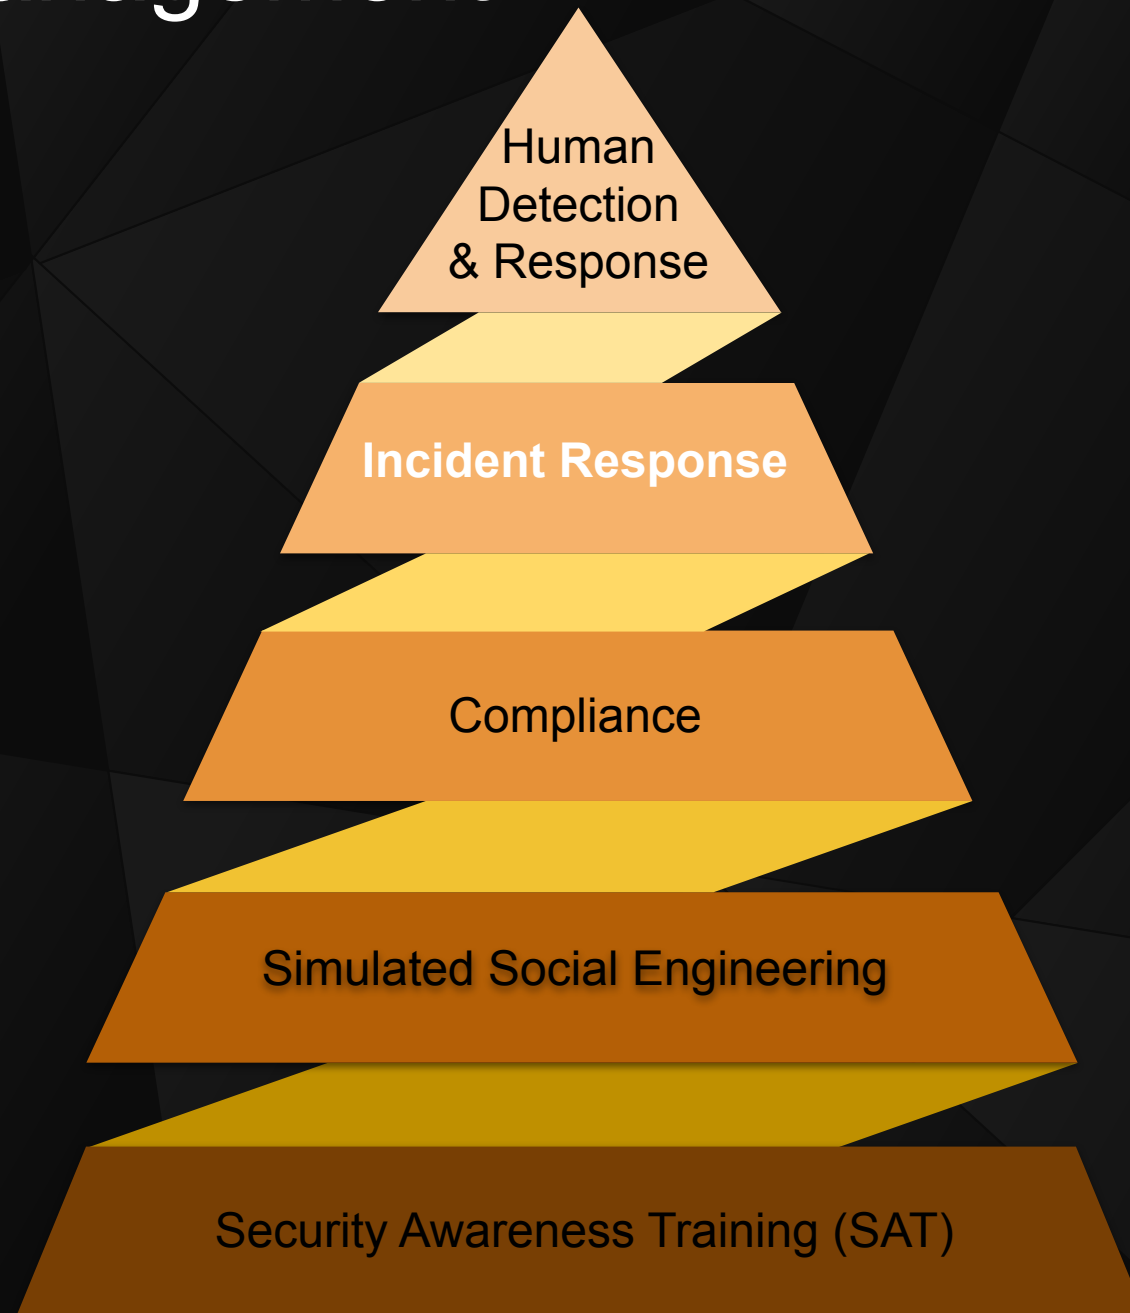 Human
Detection
& Response
Incident Response
Compliance
Simulated Social Engineering
Security Awareness Training (SAT)